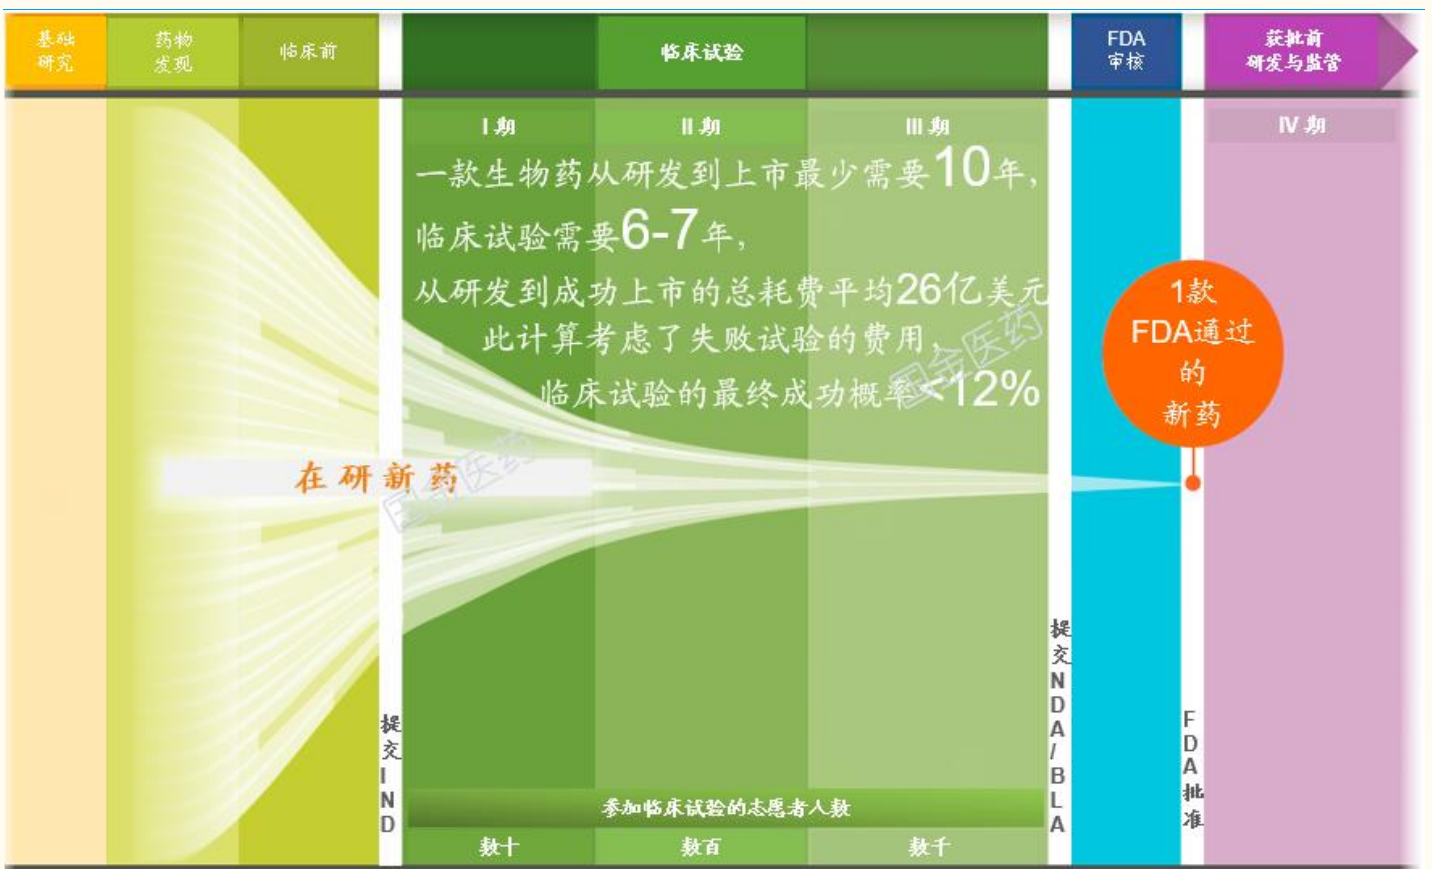 基础
研究
药物
发现
临床前
临床试验
FDA
审核
获批前
研发与监管
I 期
II 期
III 期
IV 期
一款生物药从研发到上市最少需要10年，
临床试验需要6-7年，
从研发到成功上市的总耗费平均26亿美元
此计算考虑了失败试验的费用，
临床试验的最终成功概率<12%
1款
FDA通过
的
新药
在研新药
国金医药
国金医药
提交IND
提交NDA/BLA
FDA批准
参加临床试验的志愿者人数
数十
数百
数千